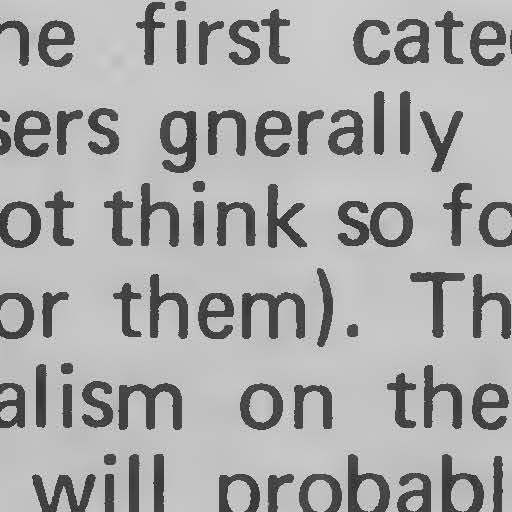 ne first cate
sers gnerally
ot think so fo
or them). Th
alism on the
will probabl